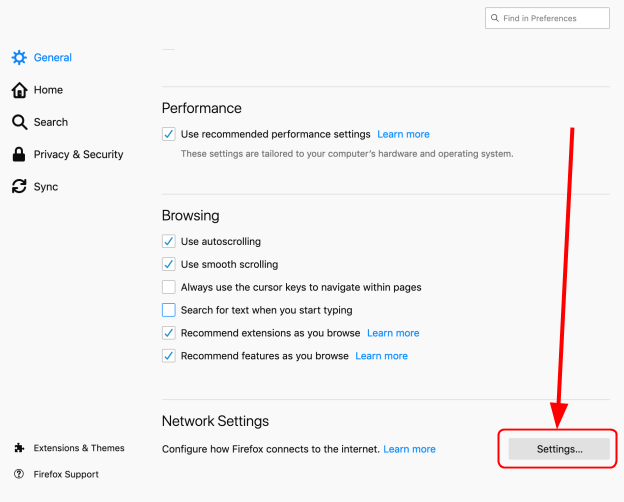 Find in Preferences
General
Home
Search
Privacy & Security
Sync
Performance
Use recommended performance settings Learn more
These settings are tailored to your computer's hardware and operating system.
Browsing
Use autoscrolling
Use smooth scrolling
Always use the cursor keys to navigate within pages
Search for text when you start typing
Recommend extensions as you browse Learn more
Recommend features as you browse Learn more
Network Settings
Configure how Firefox connects to the internet. Learn more
Settings...
Extensions & Themes
Firefox Support